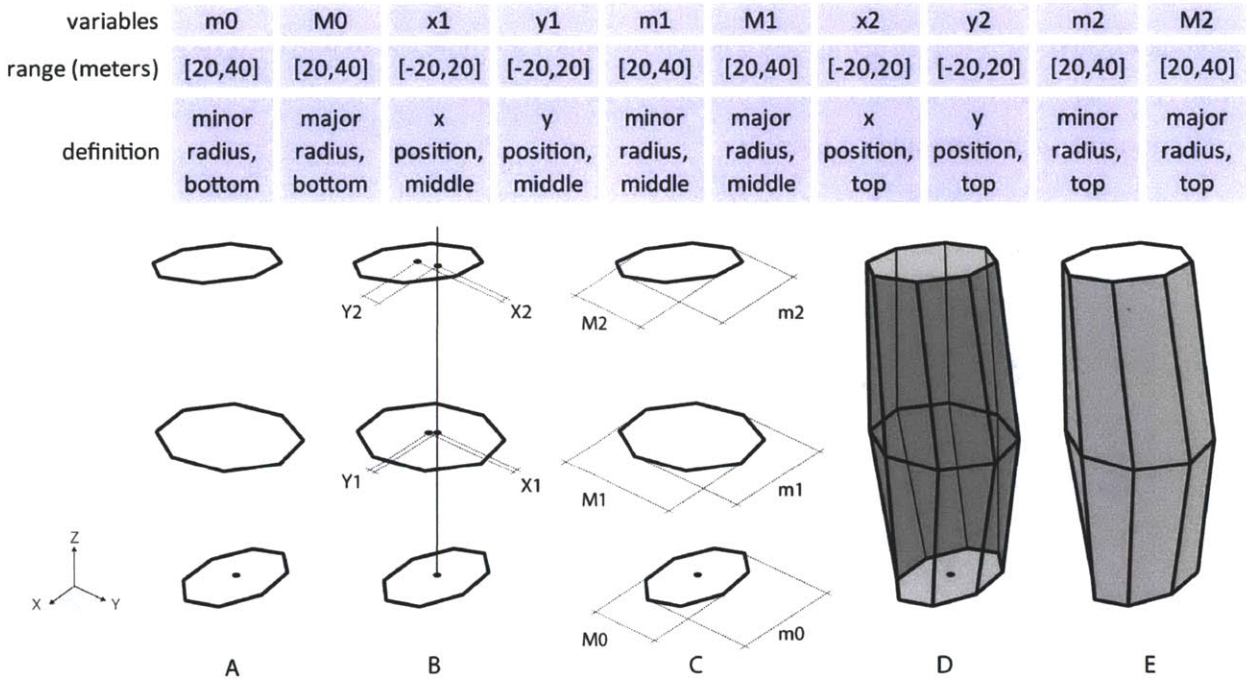 variables m0 M0 x1 y1 m1 M1 x2 y2 m2 M2
range (meters) [20,40] [20,40] [-20,20] [-20,20] [20,40] [20,40] [-20,20] [-20,20] [20,40] [20,40]
minor major x y minor major x y minor major
definition radius, radius, position, position, radius, radius, position, position, radius, radius,
bottom bottom middle middle middle middle top top top top
Y2 X2 M2 m2
Y1 X1 M1 m1
Z
X Y
M0 m0
A B C D E